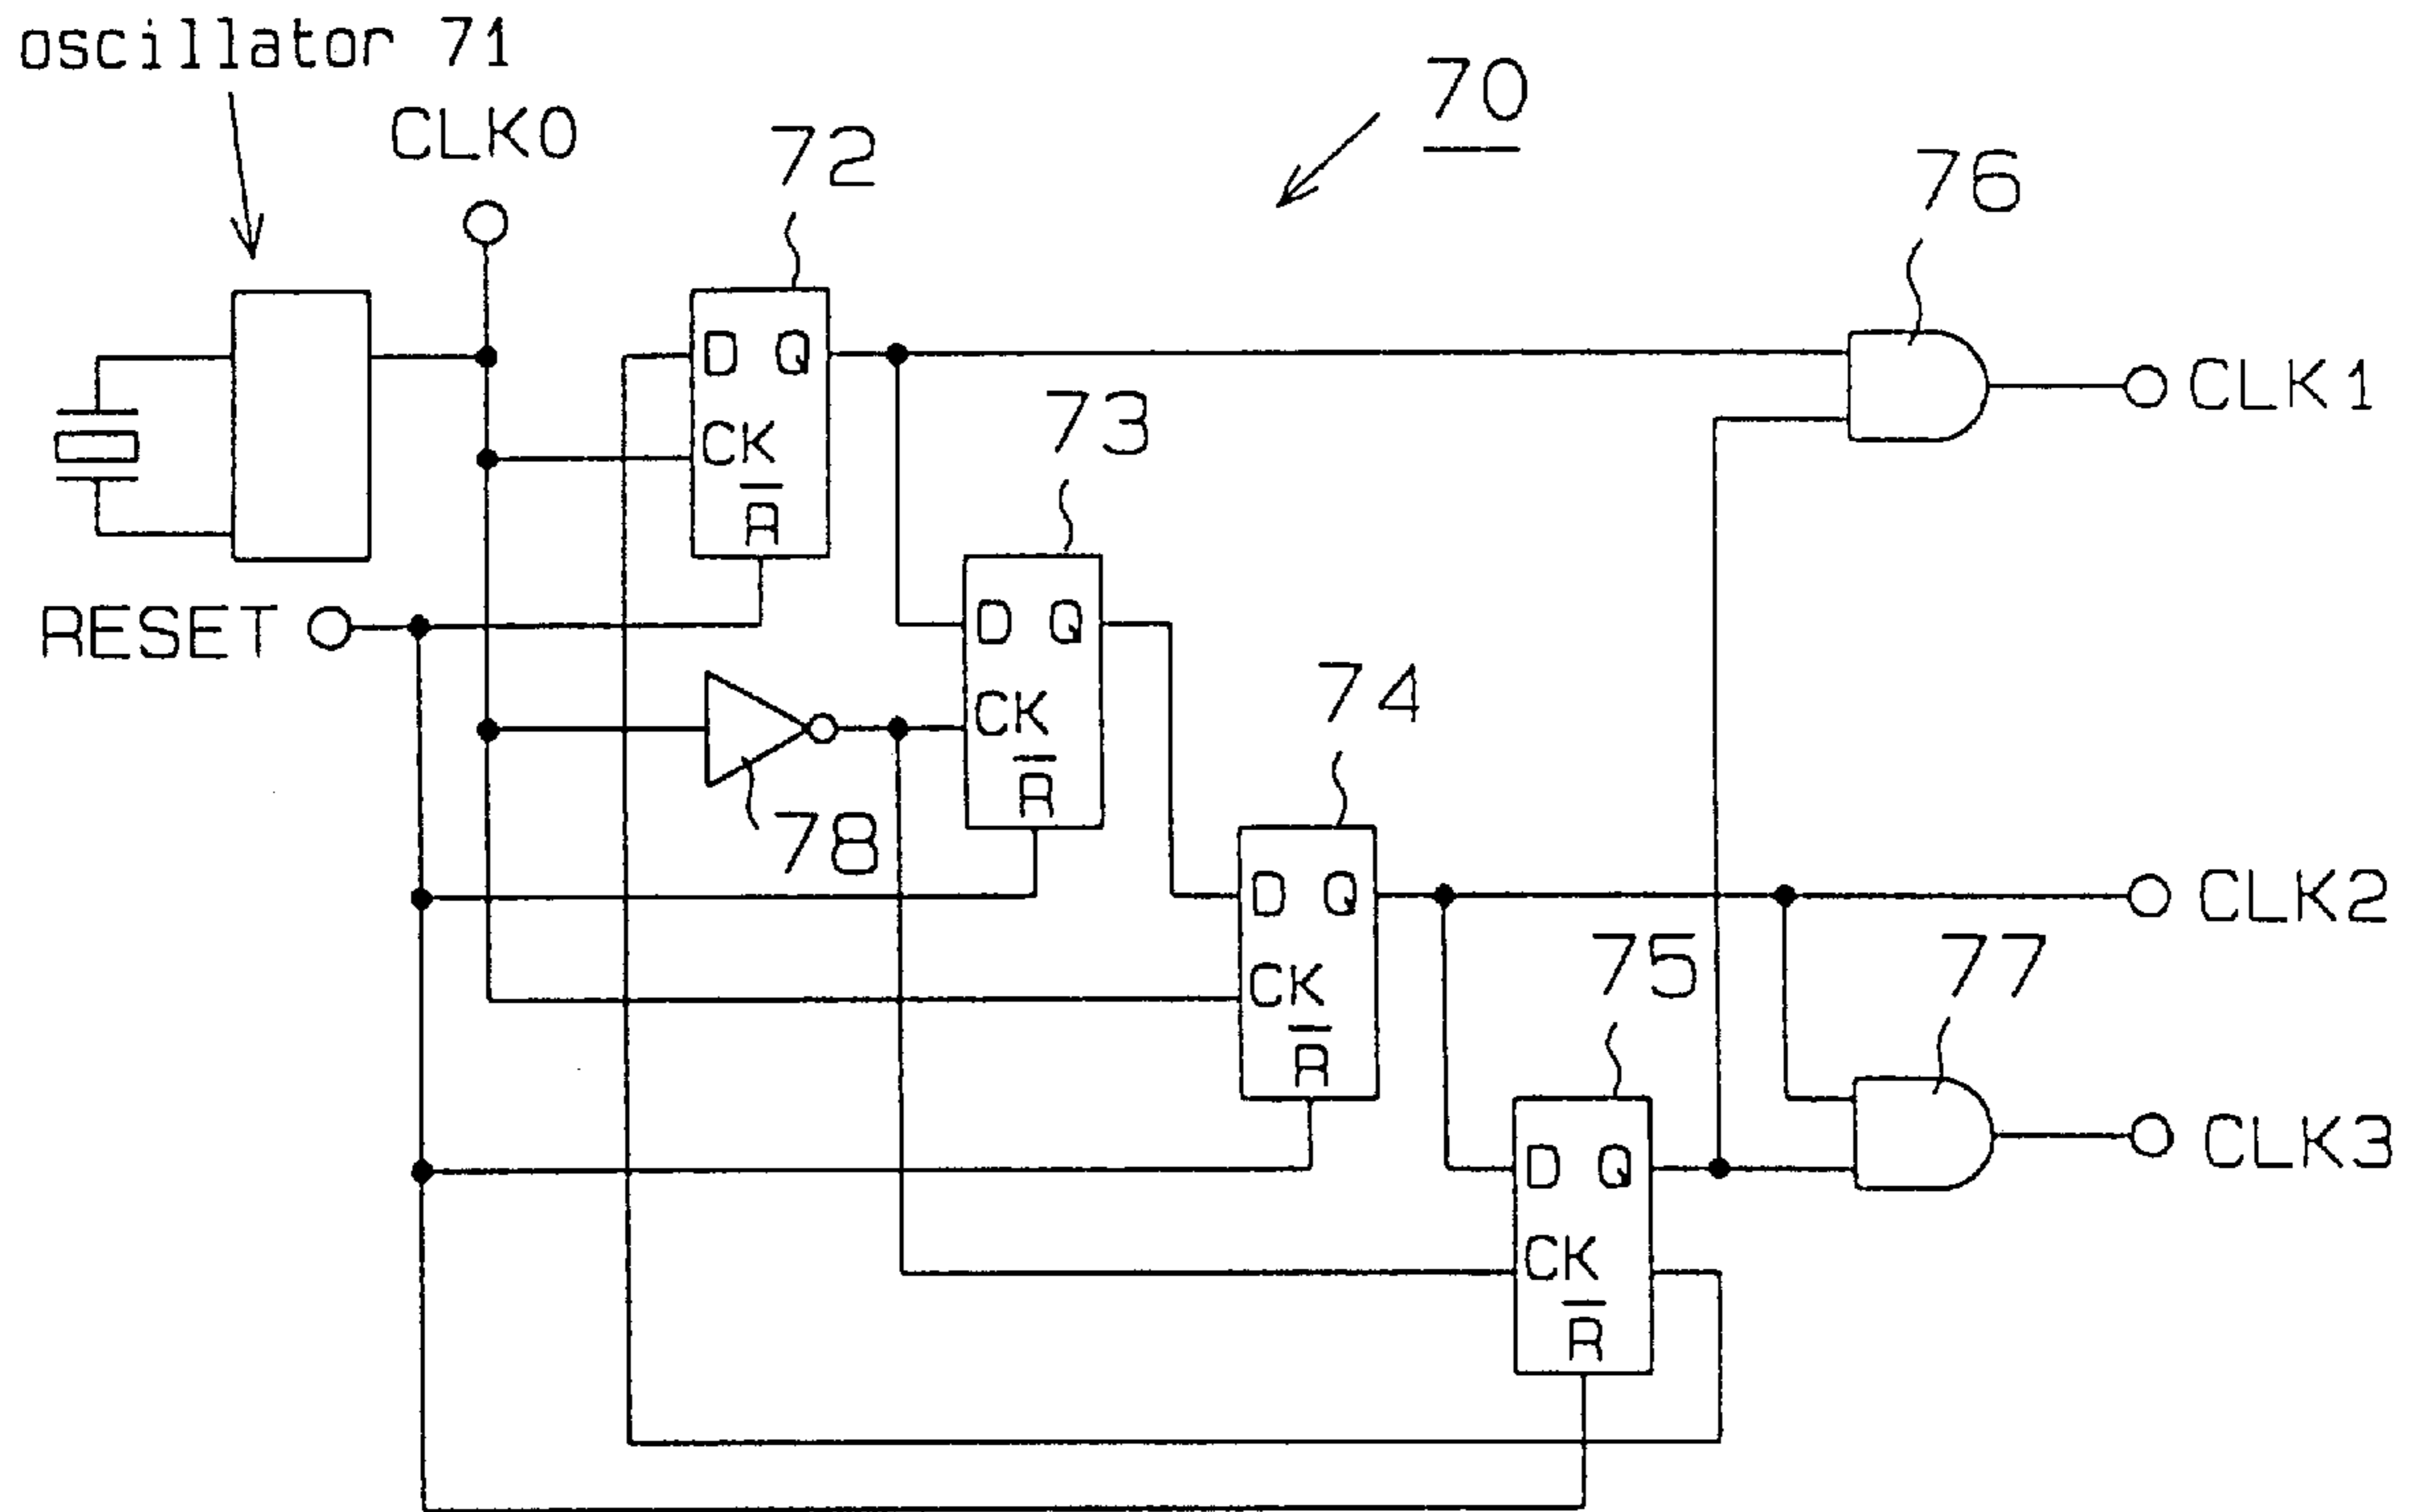 oscillator 71
CLK0
70
72
76
D Q
CK
R̅
CLK1
73
RESET
D Q
CK
R̅
78
74
D Q
CK
R̅
CLK2
75
77
D Q
CK
R̅
CLK3